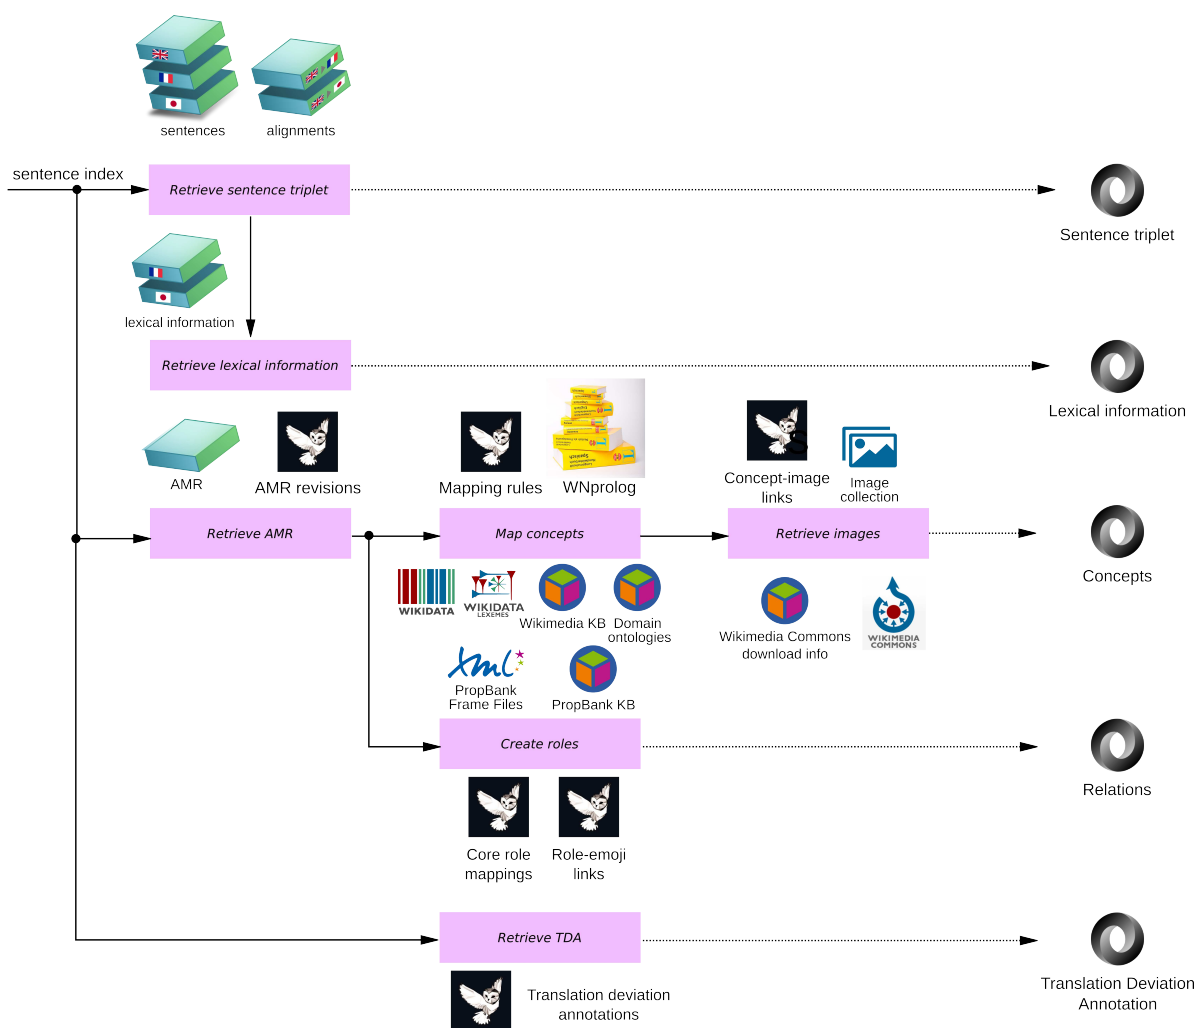 sentences
alignments
sentence index
Retrieve sentence triplet
Sentence triplet
lexical information
Retrieve lexical information
Lexical information
AMR
AMR revisions
Mapping rules
WNprolog
Concept-image
links
Image
collection
Retrieve AMR
Map concepts
Retrieve images
Concepts
WIKIDATA
WIKIDATA
LEXEMES
Wikimedia KB
Domain
ontologies
Wikimedia Commons
download info
WIKIMEDIA
COMMONS
Xml
PropBank
Frame Files
PropBank KB
Create roles
Relations
Core role
mappings
Role-emoji
links
Retrieve TDA
Translation Deviation
Annotation
Translation deviation
annotations